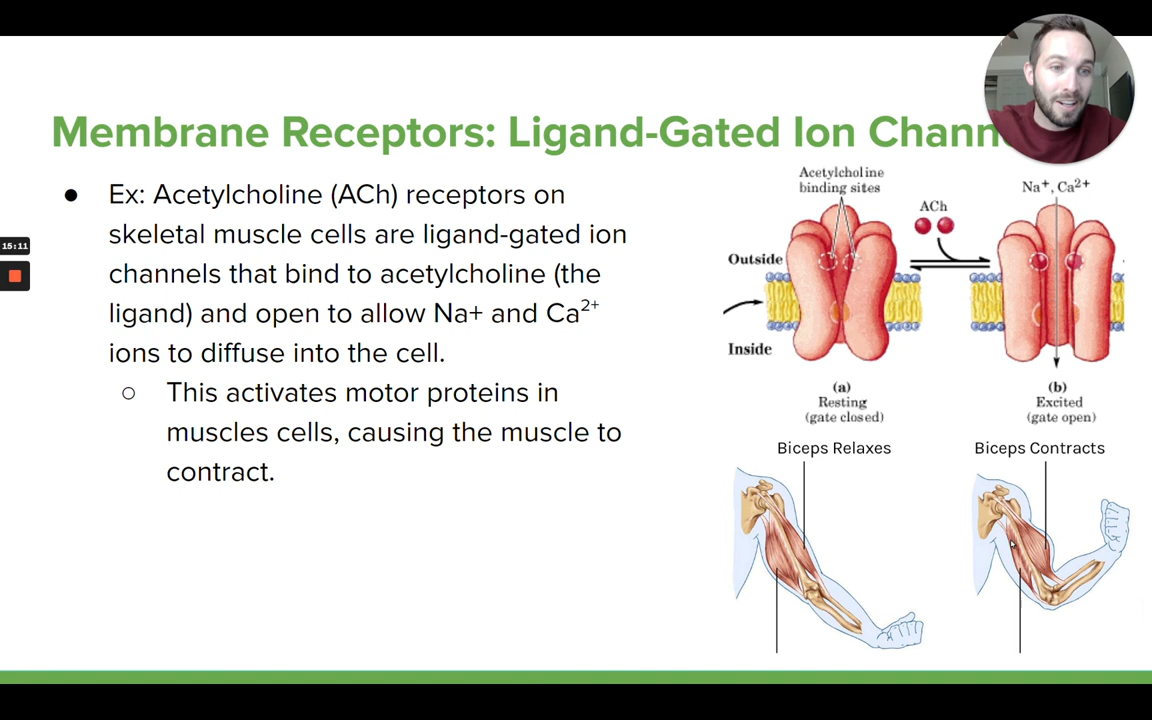 Membrane Receptors: Ligand-Gated Ion Chann
● Ex: Acetylcholine (ACh) receptors on
skeletal muscle cells are ligand-gated ion
channels that bind to acetylcholine (the
ligand) and open to allow Na+ and Ca²⁺
ions to diffuse into the cell.
○ This activates motor proteins in
muscles cells, causing the muscle to
contract.
15:11
Acetylcholine
binding sites
ACh
Na⁺, Ca²⁺
Outside
Inside
(a)
Resting
(gate closed)
(b)
Excited
(gate open)
Biceps Relaxes
Biceps Contracts